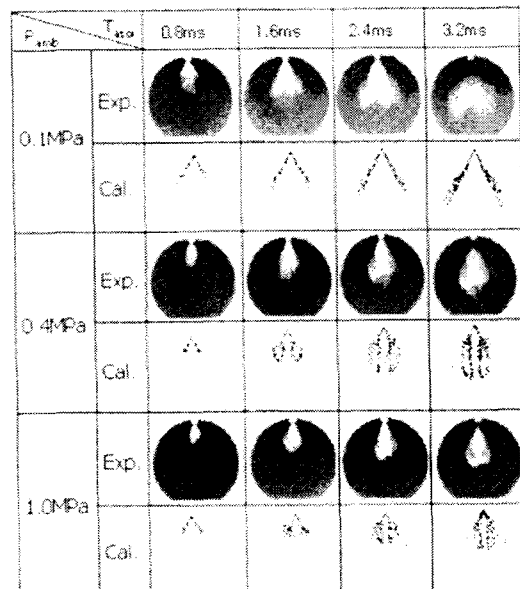 P_amb T_asoi 0.8ms 1.6ms 2.4ms 3.2ms
0.1MPa
Exp.
Cal.
0.4MPa
Exp.
Cal.
1.0MPa
Exp.
Cal.